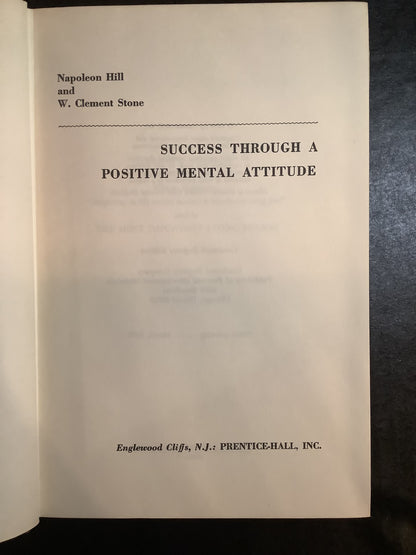 Napoleon Hill
and
W. Clement Stone
SUCCESS THROUGH A
POSITIVE MENTAL ATTITUDE
Englewood Cliffs, N.J.: PRENTICE-HALL, INC.